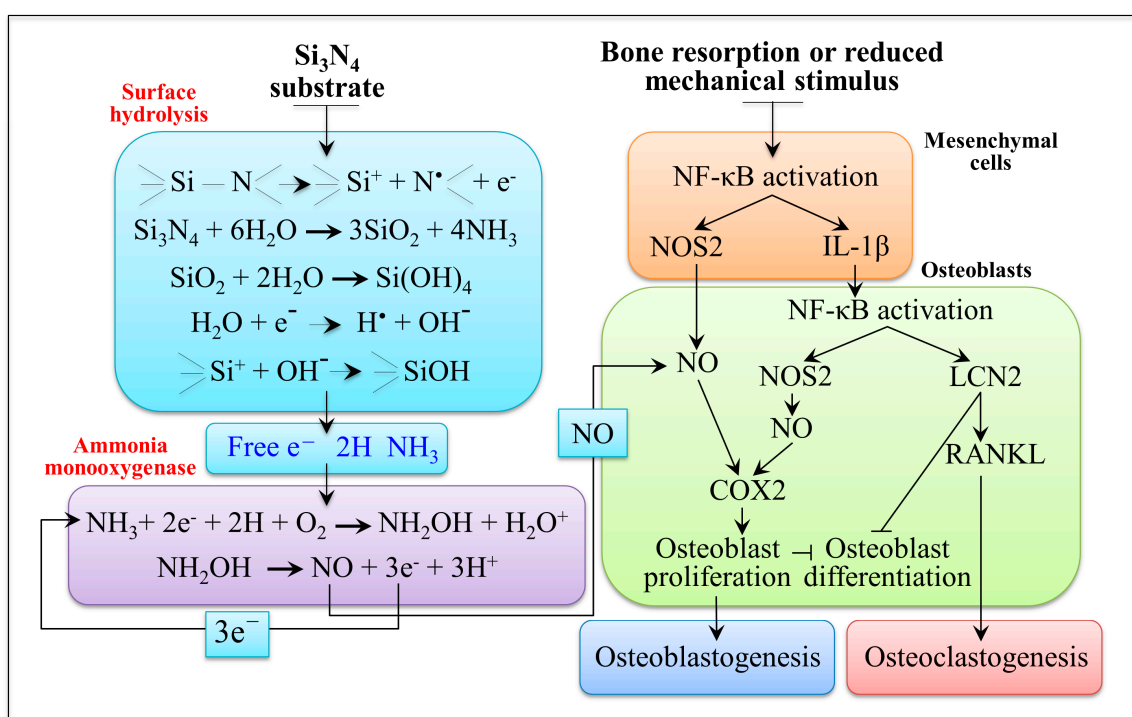 Si₃N₄
substrate
Surface
hydrolysis
Si — N → Si⁺ + N• + e⁻
Si₃N₄ + 6H₂O → 3SiO₂ + 4NH₃
SiO₂ + 2H₂O → Si(OH)₄
H₂O + e⁻ → H• + OH⁻
Si⁺ + OH⁻ → SiOH
Free e⁻ 2H NH₃
Ammonia
monooxygenase
NH₃+ 2e⁻ + 2H + O₂ → NH₂OH + H₂O⁺
NH₂OH → NO + 3e⁻ + 3H⁺
3e⁻
NO
Bone resorption or reduced
mechanical stimulus
Mesenchymal
cells
NF-κB activation
NOS2 IL-1β
Osteoblasts
NF-κB activation
NO NOS2 LCN2
NO
RANKL
COX2
Osteoblast ⊣ Osteoblast
proliferation differentiation
Osteoblastogenesis
Osteoclastogenesis